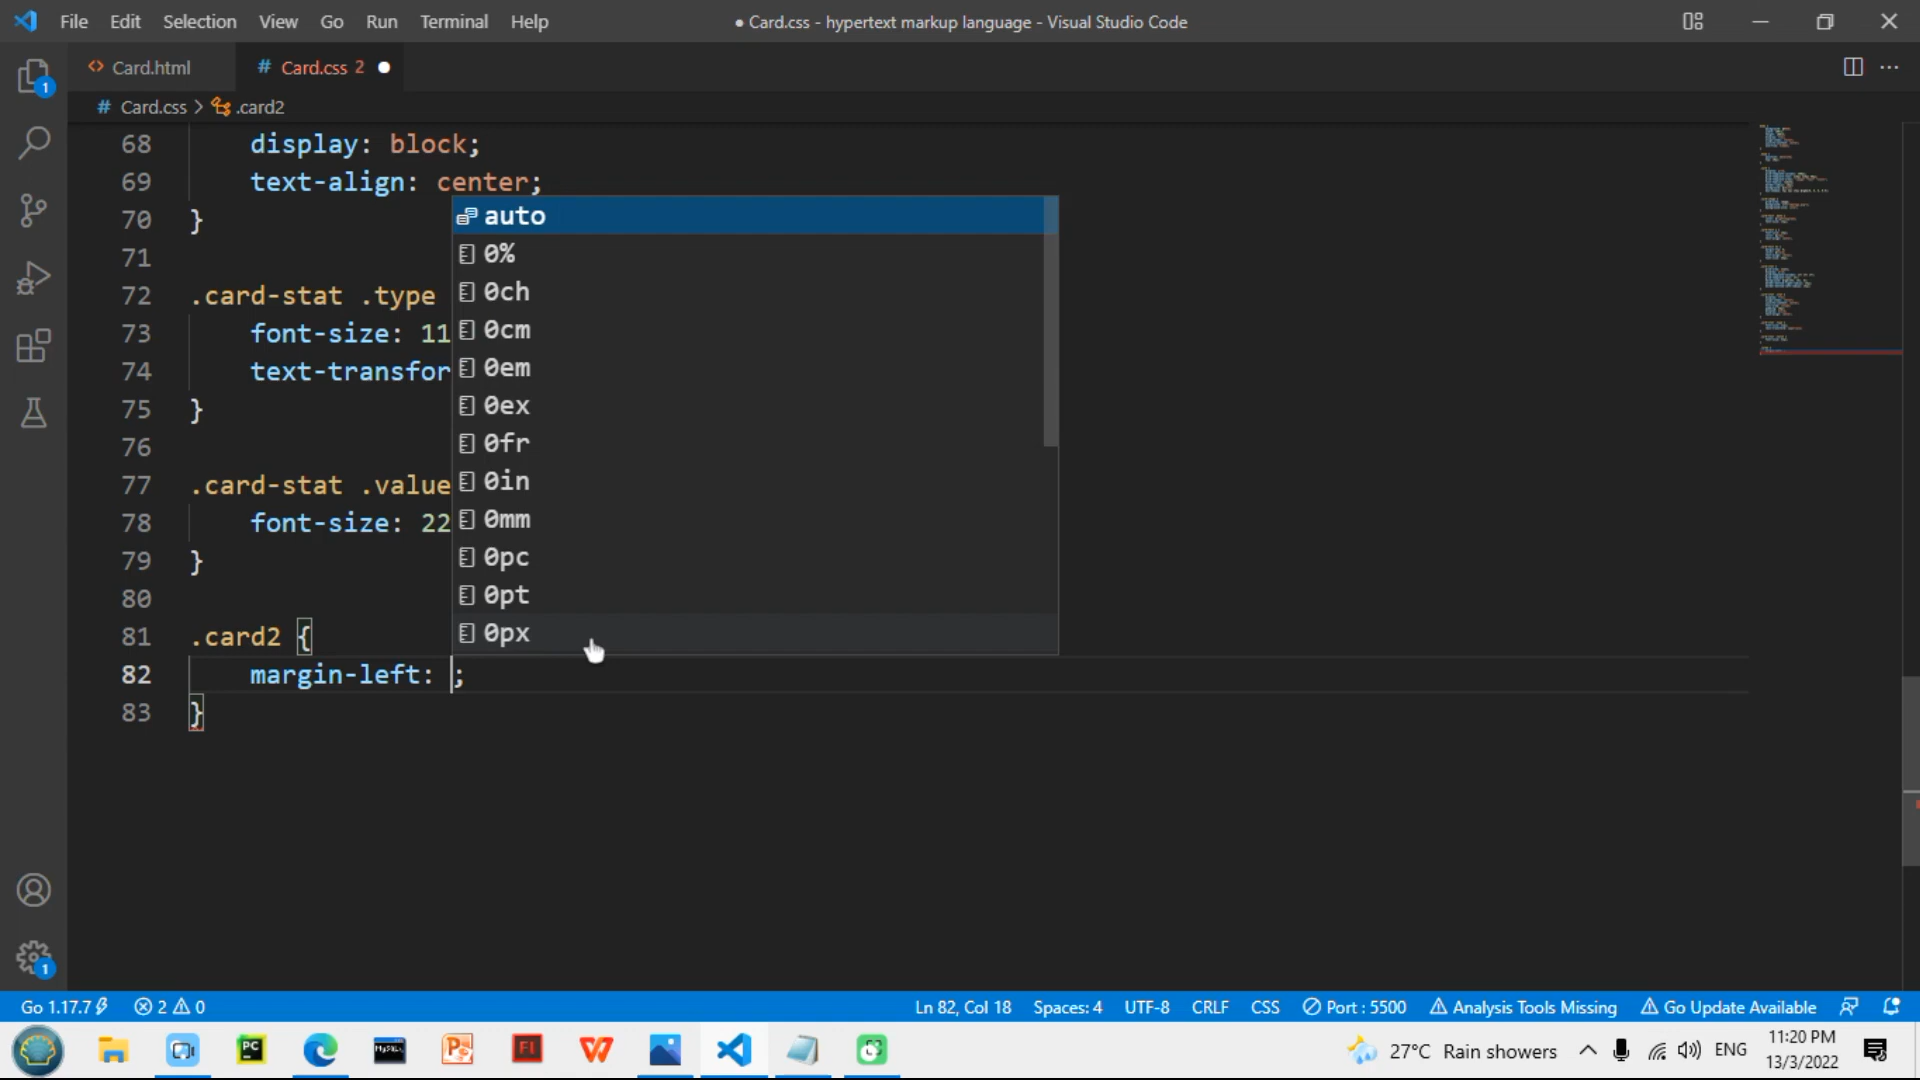 File Edit Selection View Go Run Terminal Help
● Card.css - hypertext markup language - Visual Studio Code
<> Card.html
# Card.css 2 ●
# Card.css > .card2
68 display: block;
69 text-align: center;
70 }
71
72 .card-stat .type
73 font-size: 11
74 text-transfor
75 }
76
77 .card-stat .value
78 font-size: 22
79 }
80
81 .card2 {
82 margin-left: ;
83 }
auto
0%
0ch
0cm
0em
0ex
0fr
0in
0mm
0pc
0pt
0px
1
1
Go 1.17.7 2 0
Ln 82, Col 18 Spaces: 4 UTF-8 CRLF CSS Port : 5500 Analysis Tools Missing Go Update Available
PC
MySQL
P
Fl
W
27°C Rain showers
ENG
11:20 PM
13/3/2022